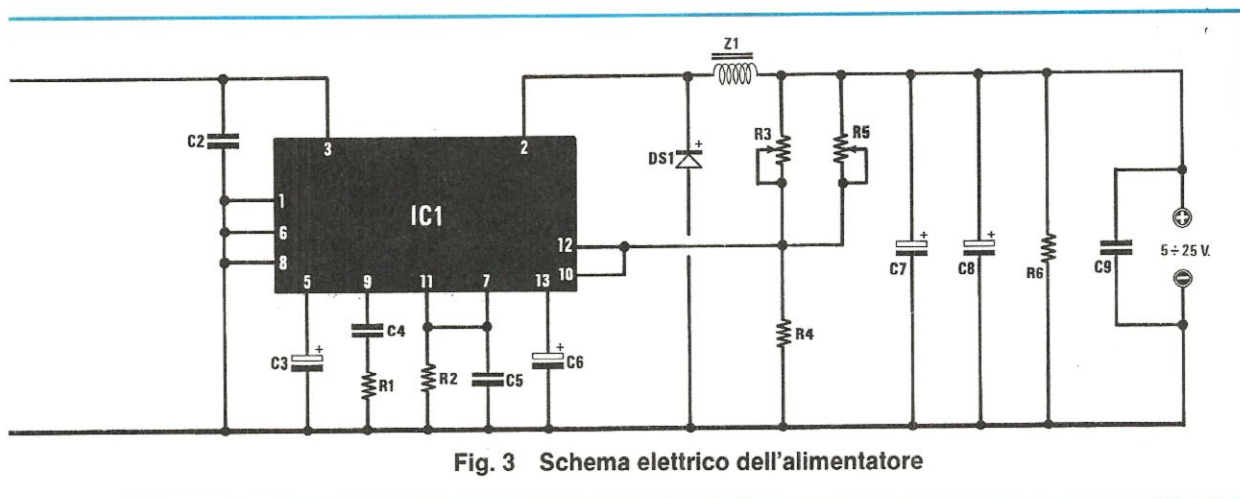 Z1
C2
3
2
R3
R5
DS1
+
1
IC1
6
8
12
10
5
9
11
7
13
C7
+
C8
+
R6
C9
+
5÷25 V.
−
C3
+
C4
R1
R2
C5
C6
+
R4
Fig. 3 Schema elettrico dell'alimentatore